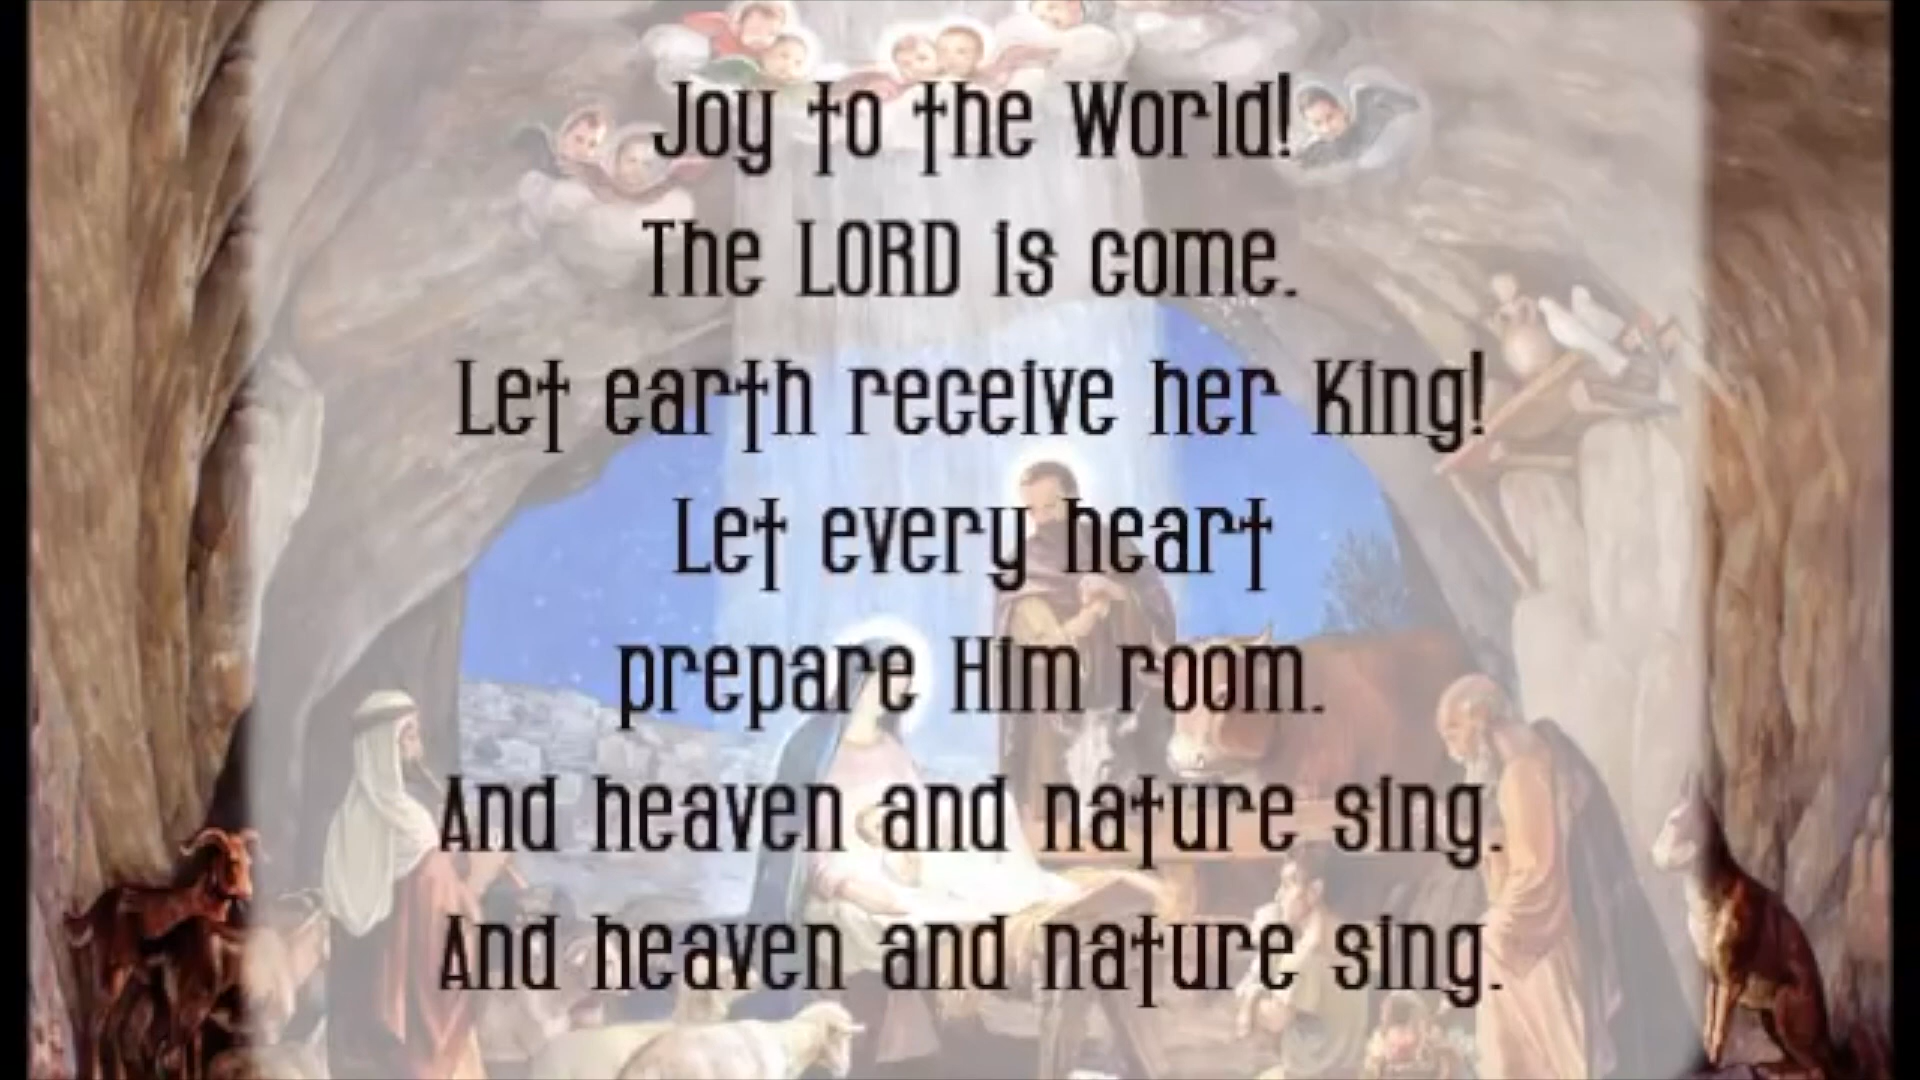 Joy to the World!
The LORD is come.
Let earth receive her King!
Let every heart
prepare Him room.
And heaven and nature sing.
And heaven and nature sing.